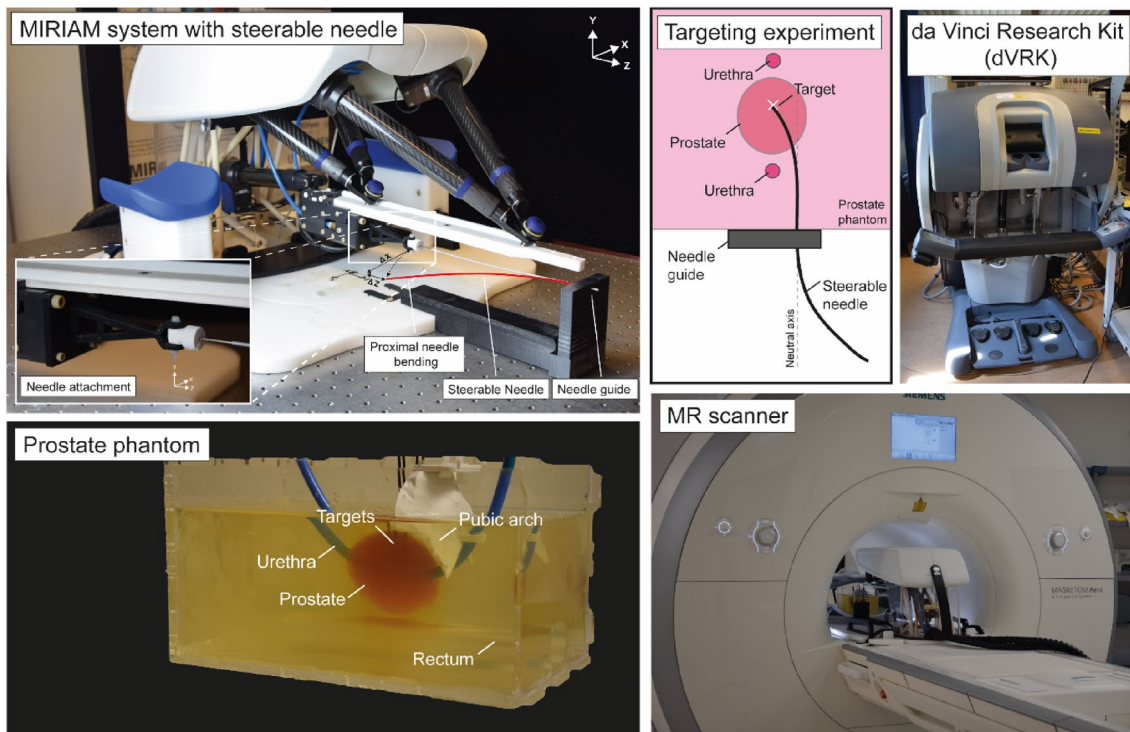 MIRIAM system with steerable needle
Y
X
Z
ΔX
ΔZ
Proximal needle
bending
Steerable Needle
Needle guide
Needle attachment
Targeting experiment
Urethra
Target
Prostate
Urethra
Prostate
phantom
Needle
guide
Steerable
needle
Neutral axis
da Vinci Research Kit
(dVRK)
Prostate phantom
Targets
Pubic arch
Urethra
Prostate
Rectum
MR scanner
SIEMENS
MAGNETOM Aera